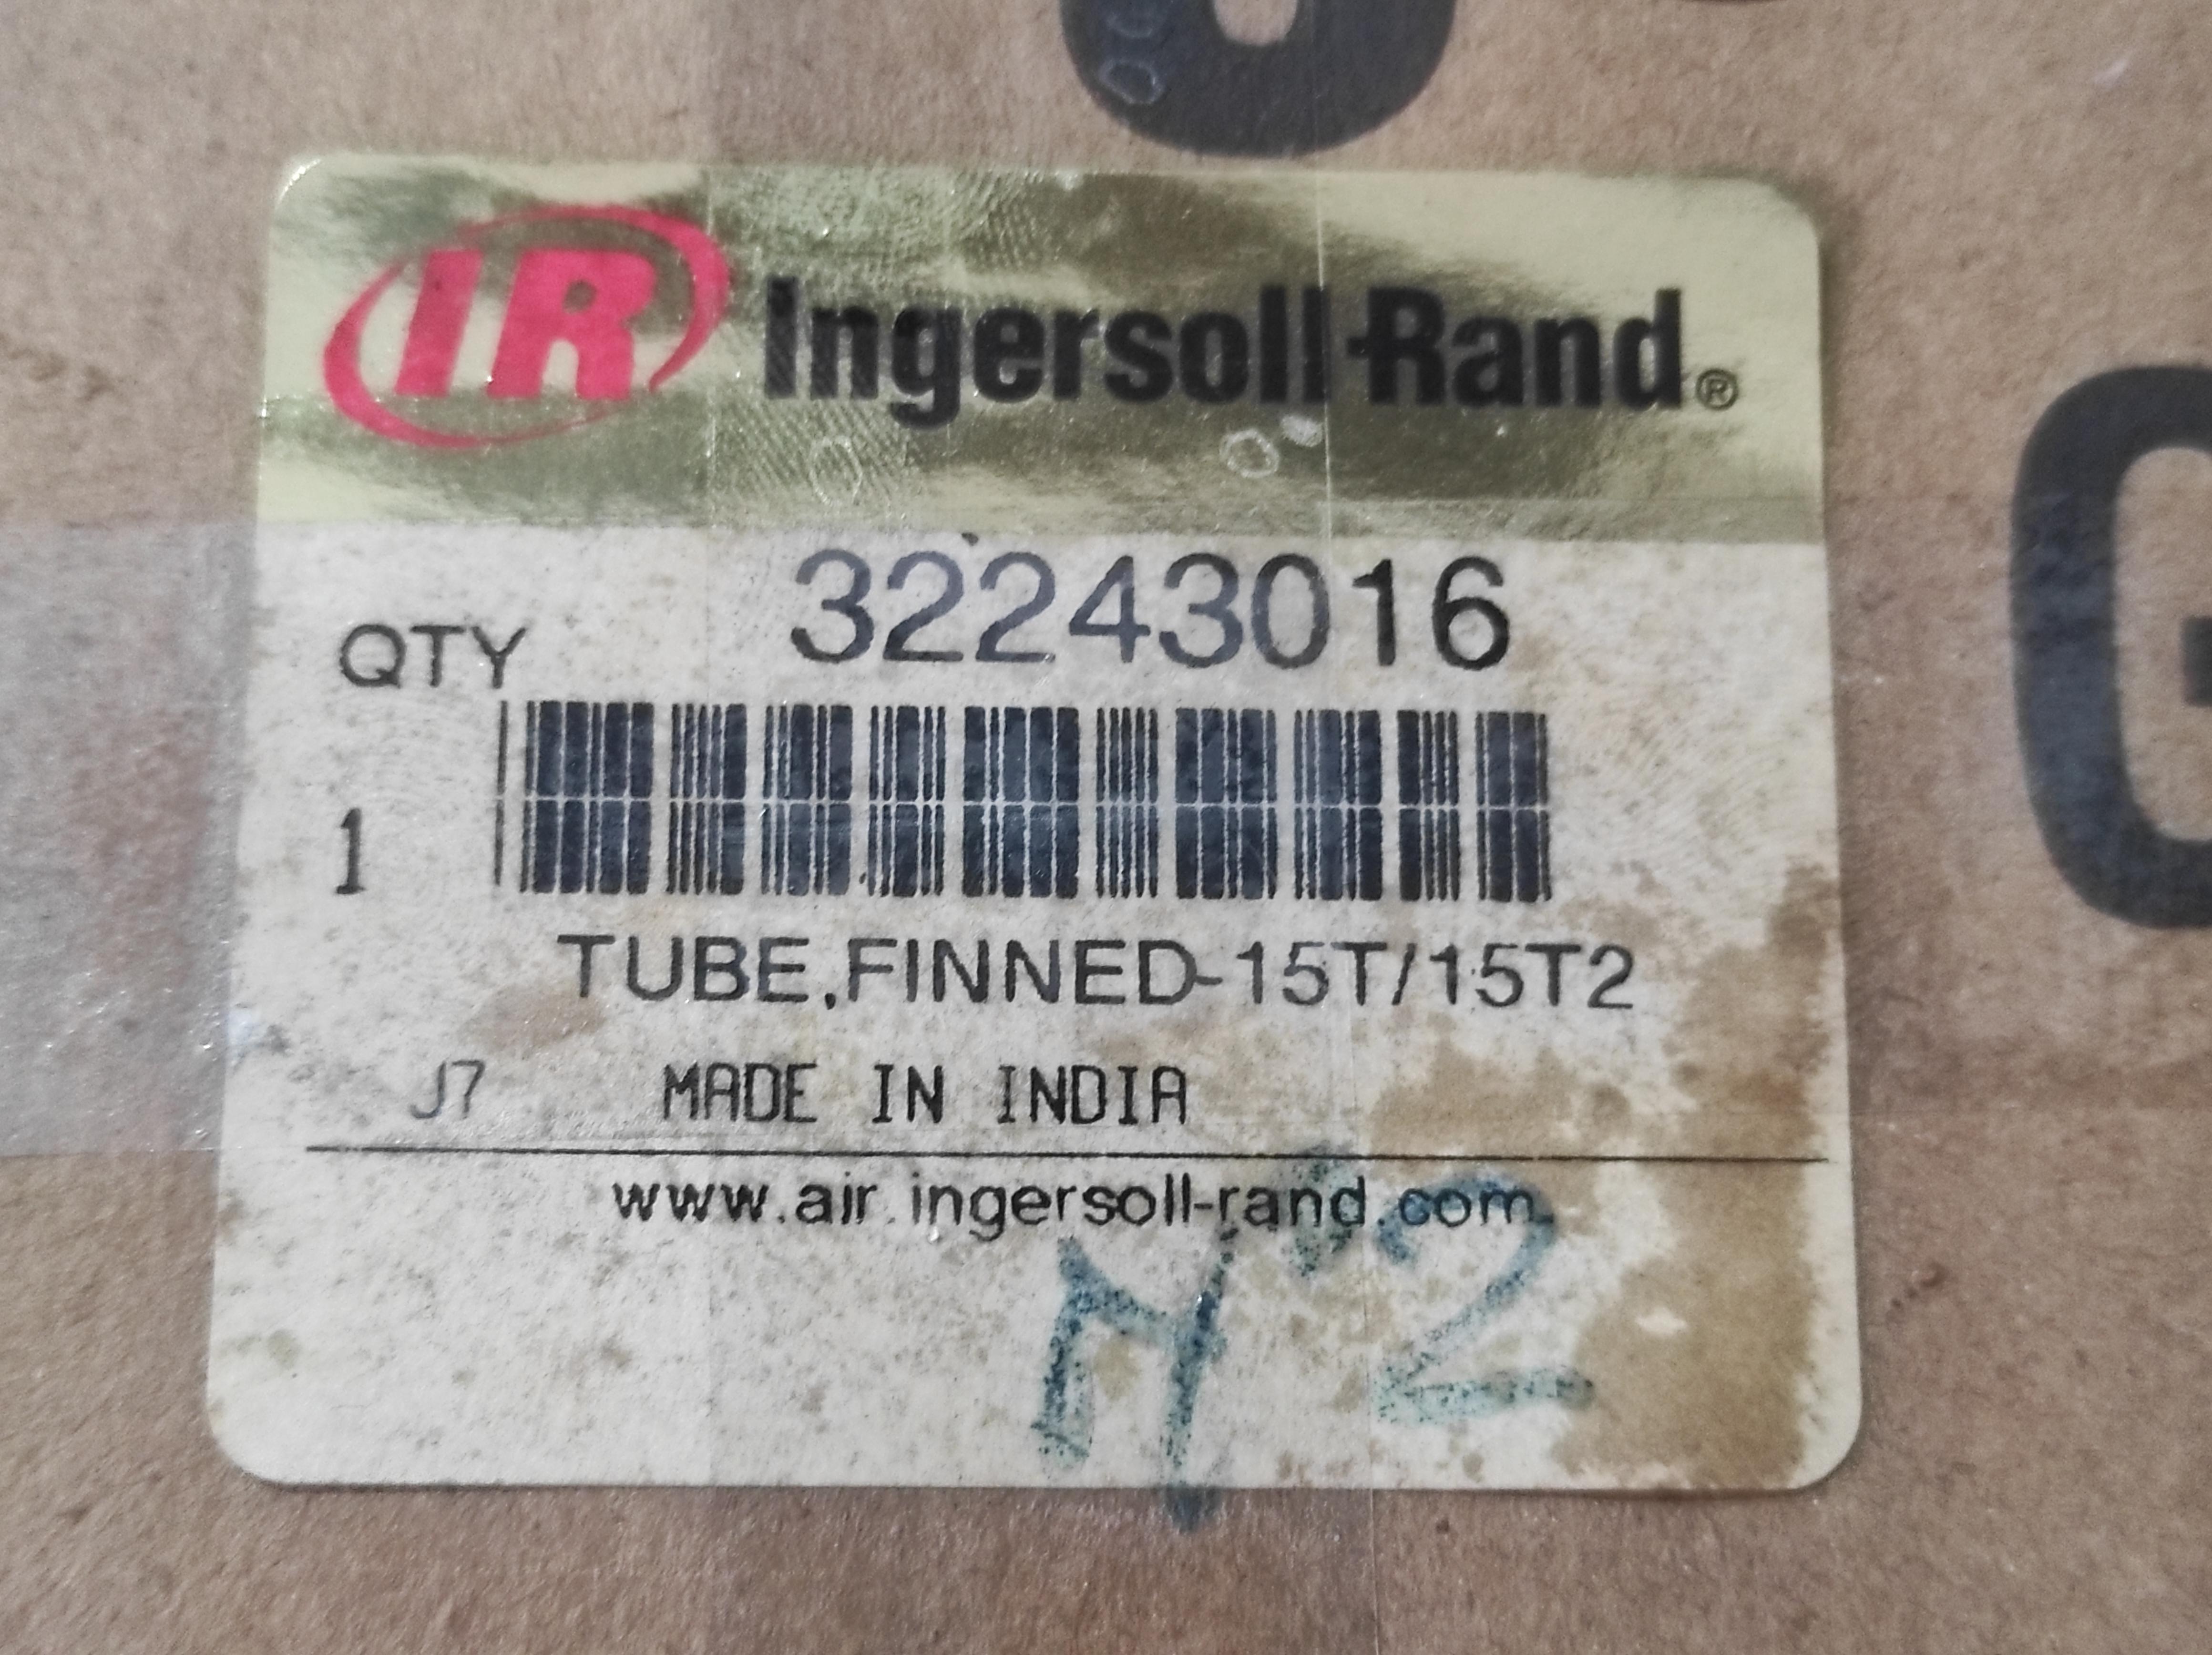 IR Ingersoll-Rand®
32243016
QTY
1
TUBE,FINNED-15T/15T2
J7 MADE IN INDIA
www.air.ingersoll-rand.com
G